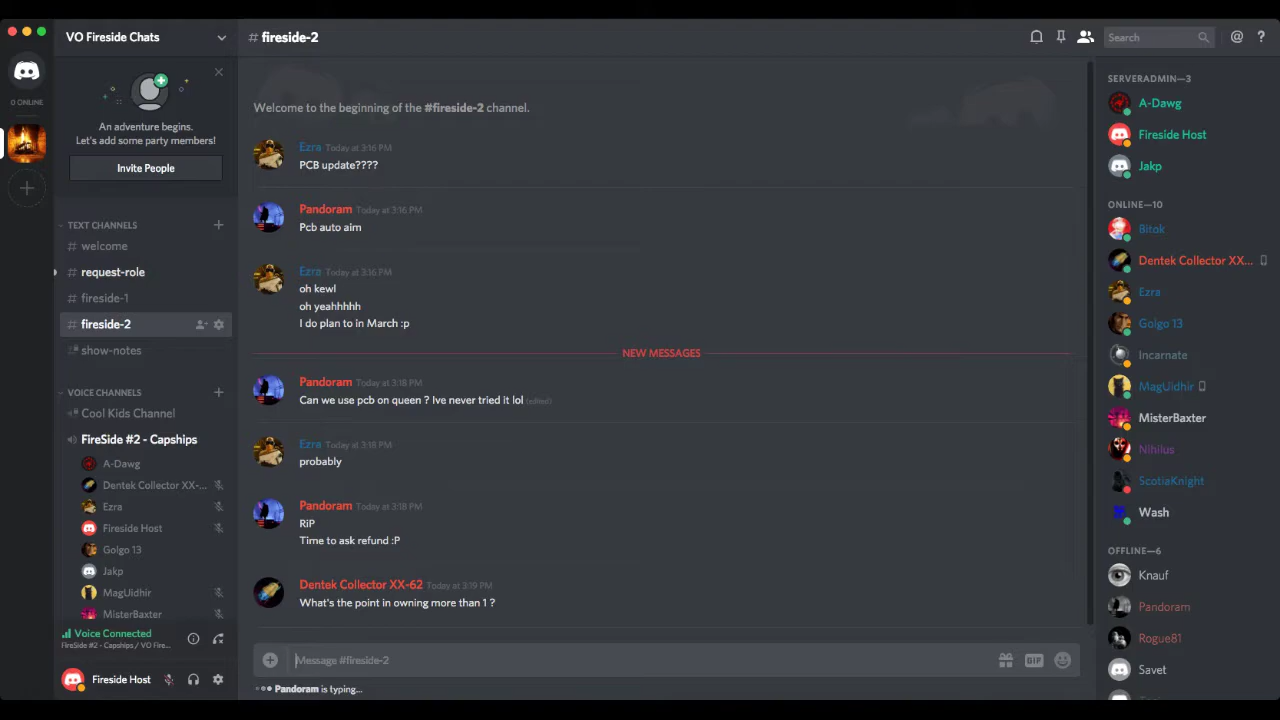 VO Fireside Chats
# fireside-2
Search
@
?
0 ONLINE
An adventure begins.
Let's add some party members!
Invite People
TEXT CHANNELS
# welcome
# request-role
# fireside-1
# fireside-2
show-notes
VOICE CHANNELS
Cool Kids Channel
FireSide #2 - Capships
A-Dawg
Dentek Collector XX-...
Ezra
Fireside Host
Golgo 13
Jakp
MagUidhir
MisterBaxter
Voice Connected
FireSide #2 - Capships / VO Fire...
Fireside Host
Welcome to the beginning of the #fireside-2 channel.
Ezra Today at 3:16 PM
PCB update????
Pandoram Today at 3:16 PM
Pcb auto aim
Ezra Today at 3:16 PM
oh kewl
oh yeahhhhh
I do plan to in March :p
NEW MESSAGES
Pandoram Today at 3:18 PM
Can we use pcb on queen ? Ive never tried it lol (edited)
Ezra Today at 3:18 PM
probably
Pandoram Today at 3:18 PM
RiP
Time to ask refund :P
Dentek Collector XX-62 Today at 3:19 PM
What's the point in owning more than 1 ?
Message #fireside-2
GIF
Pandoram is typing...
SERVERADMIN—3
A-Dawg
Fireside Host
Jakp
ONLINE—10
Bitok
Dentek Collector XX...
Ezra
Golgo 13
Incarnate
MagUidhir
MisterBaxter
Nihilus
ScotiaKnight
Wash
OFFLINE—6
Knauf
Pandoram
Rogue81
Savet